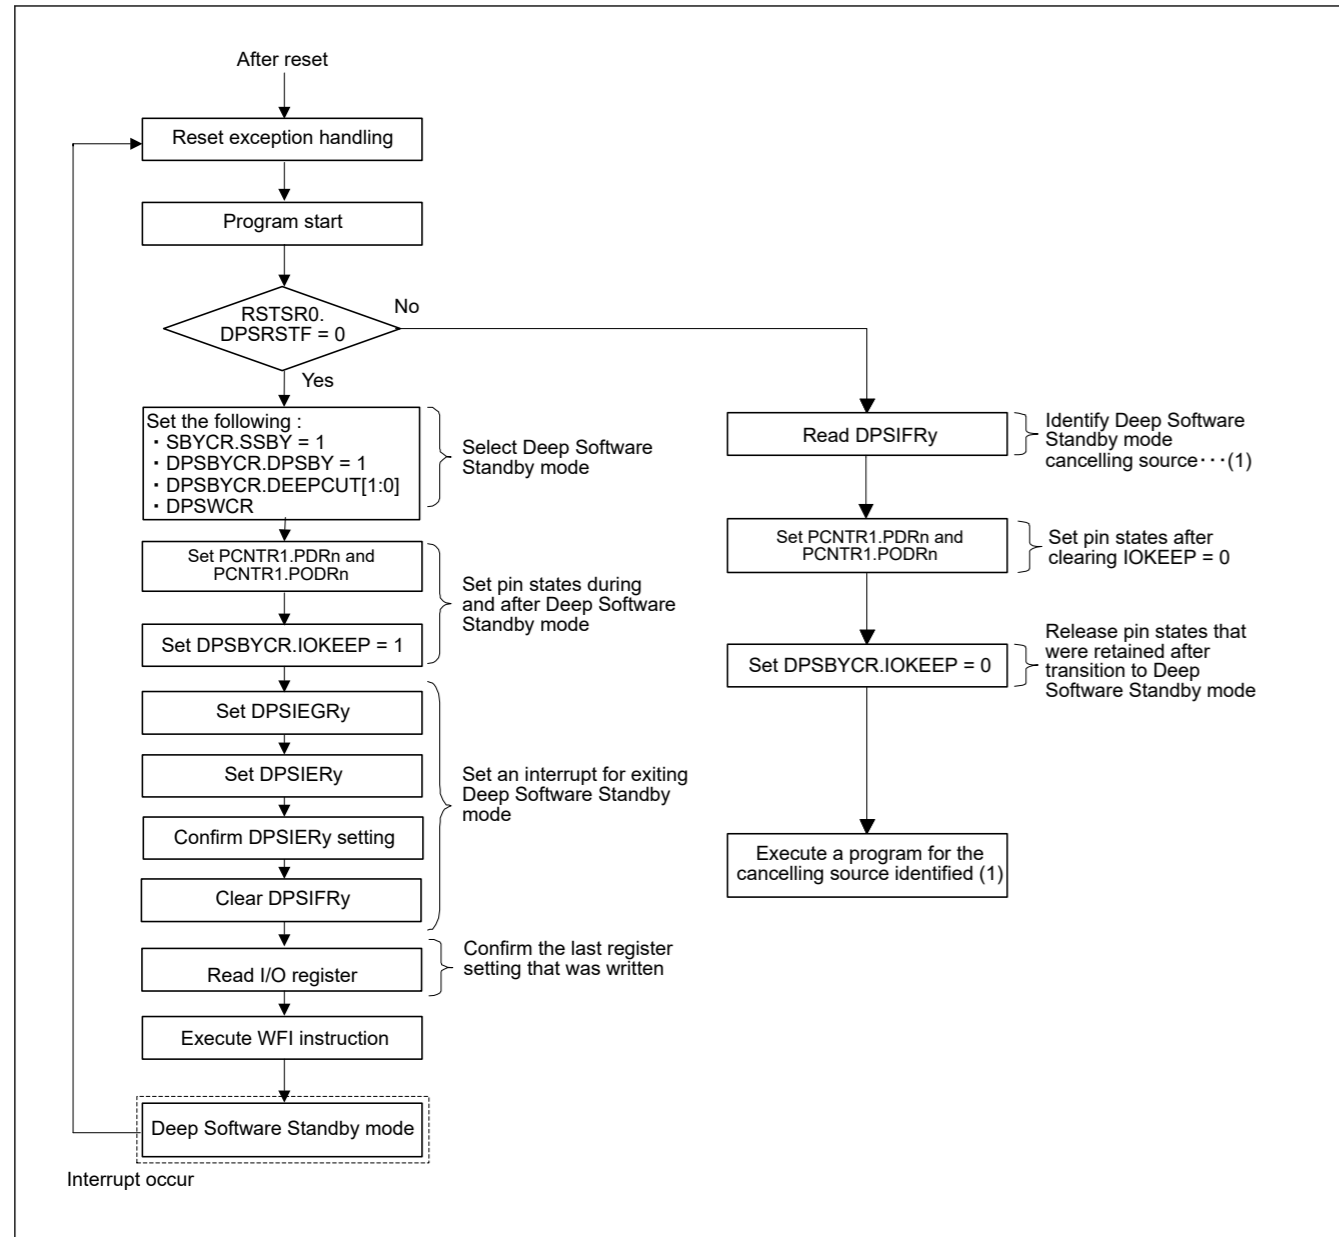 After reset
Reset exception handling
Program start
RSTSR0.
DPSRSTF = 0
No
Yes
Set the following :
・SBYCR.SSBY = 1
・DPSBYCR.DPSBY = 1
・DPSBYCR.DEEPCUT[1:0]
・DPSWCR
Select Deep Software
Standby mode
Set PCNTR1.PDRn and
PCNTR1.PODRn
Set DPSBYCR.IOKEEP = 1
Set pin states during
and after Deep Software
Standby mode
Set DPSIEGRy
Set DPSIERy
Confirm DPSIERy setting
Clear DPSIFRy
Set an interrupt for exiting
Deep Software Standby
mode
Read I/O register
Confirm the last register
setting that was written
Execute WFI instruction
Deep Software Standby mode
Interrupt occur
Read DPSIFRy
Identify Deep Software
Standby mode
cancelling source･･･(1)
Set PCNTR1.PDRn and
PCNTR1.PODRn
Set pin states after
clearing IOKEEP = 0
Set DPSBYCR.IOKEEP = 0
Release pin states that
were retained after
transition to Deep
Software Standby mode
Execute a program for the
cancelling source identified (1)